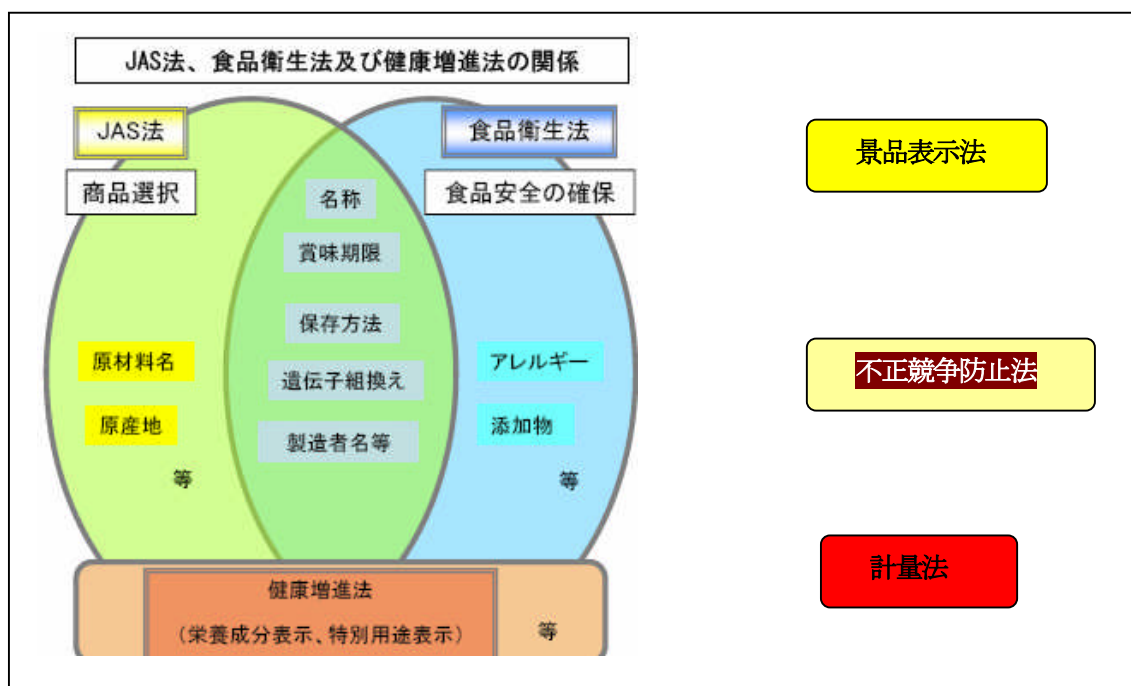 JAS法、食品衛生法及び健康増進法の関係
JAS法
食品衛生法
商品選択
食品安全の確保
名称
賞味期限
保存方法
遺伝子組換え
製造者名等
原材料名
原産地
等
アレルギー
添加物
等
健康増進法
(栄養成分表示、特別用途表示)
等
景品表示法
不正競争防止法
計量法